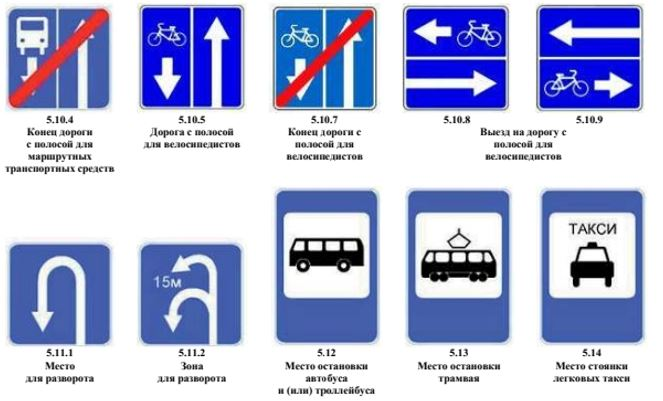 5.10.4
Конец дороги
с полосой для
маршрутных
транспортных средств
5.10.5
Дорога с полосой
для велосипедистов
5.10.7
Конец дороги с
полосой для
велосипедистов
5.10.8
5.10.9
Выезд на дорогу с
полосой для
велосипедистов
15м
ТАКСИ
5.11.1
Место
для разворота
5.11.2
Зона
для разворота
5.12
Место остановки
автобуса
и (или) троллейбуса
5.13
Место остановки
трамвая
5.14
Место стоянки
легковых такси